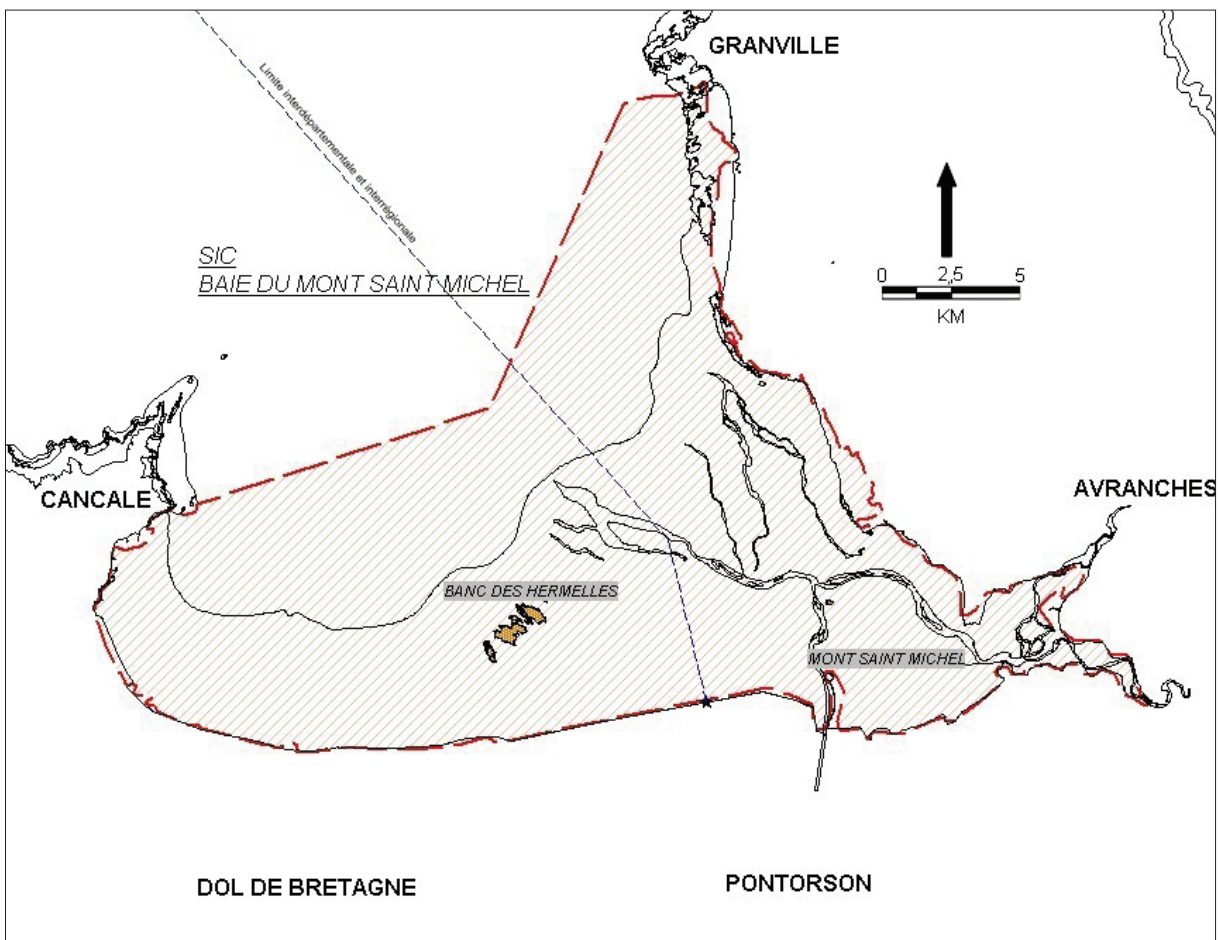 GRANVILLE
Limite interdépartementale et interrégionale
SIC
BAIE DU MONT SAINT MICHEL
0 2,5 5
KM
CANCALE
AVRANCHES
BANC DES HERMELLES
MONT SAINT MICHEL
DOL DE BRETAGNE
PONTORSON